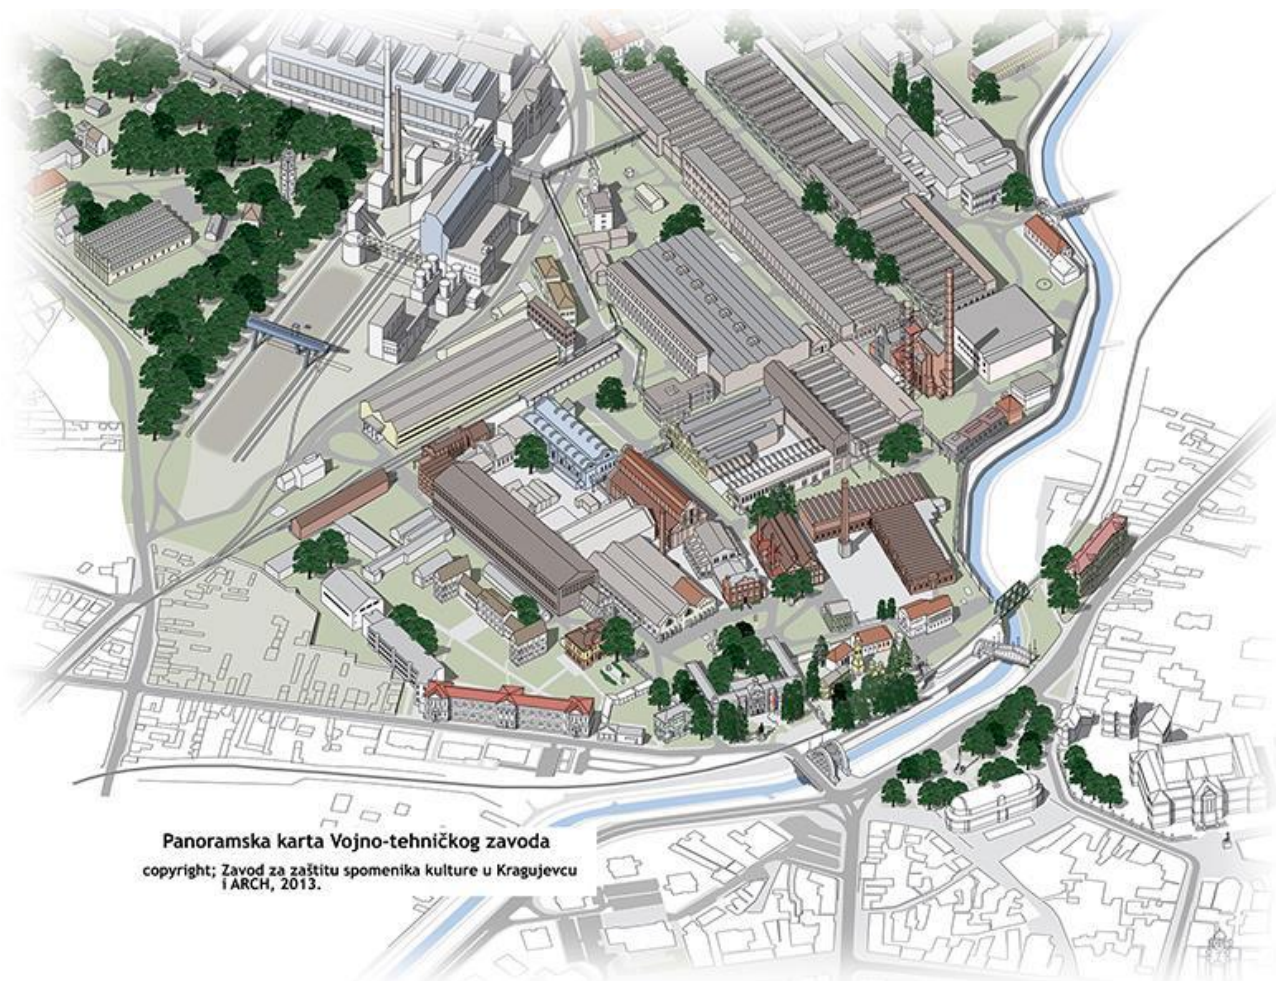 Panoramska karta Vojno-tehničkog zavoda
copyright; Zavod za zaštitu spomenika kulture u Kragujevcu
i ARCH, 2013.